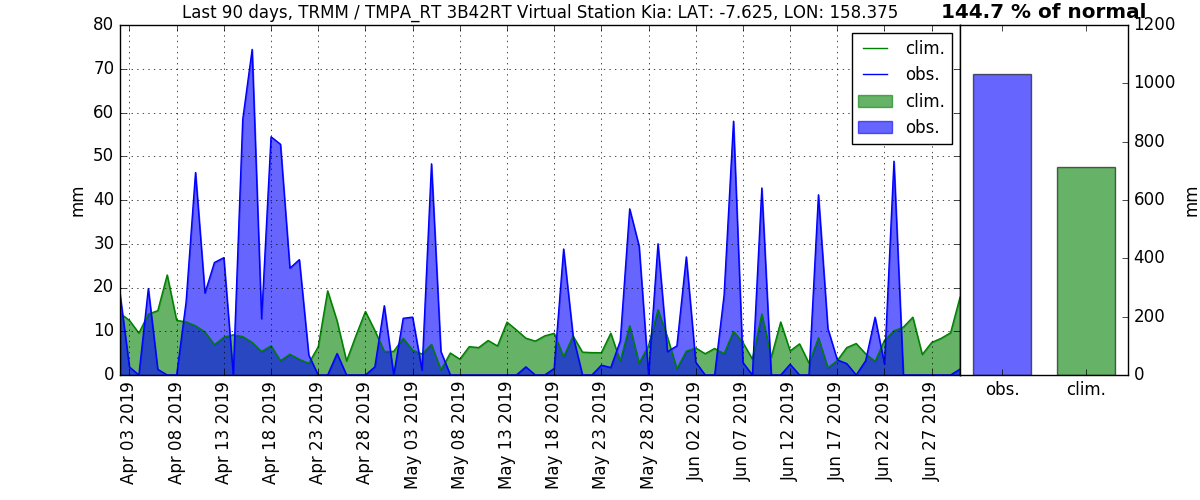 Last 90 days, TRMM / TMPA_RT 3B42RT Virtual Station Kia: LAT: -7.625, LON: 158.375
144.7 % of normal
80
70
60
50
40
30
20
10
0
mm
clim.
obs.
clim.
obs.
Apr 03 2019
Apr 08 2019
Apr 13 2019
Apr 18 2019
Apr 23 2019
Apr 28 2019
May 03 2019
May 08 2019
May 13 2019
May 18 2019
May 23 2019
May 28 2019
Jun 02 2019
Jun 07 2019
Jun 12 2019
Jun 17 2019
Jun 22 2019
Jun 27 2019
1200
1000
800
600
400
200
0
mm
obs.
clim.